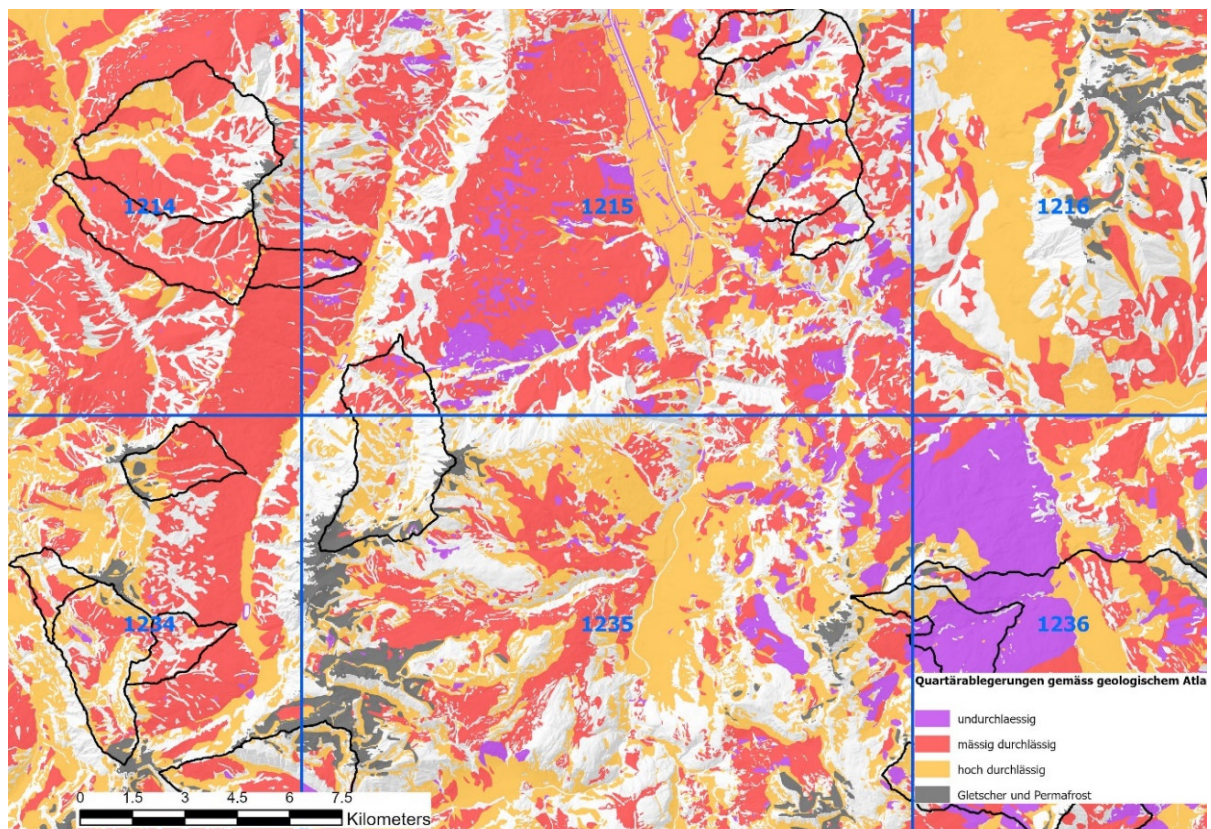 1214
1215
1216
1234
1235
1236
Quartärablegerungen gemäss geologischem Atla
undurchlaessig
mässig durchlässig
hoch durchlässig
Gletscher und Permafrost
0 1.5 3 4.5 6 7.5
Kilometers